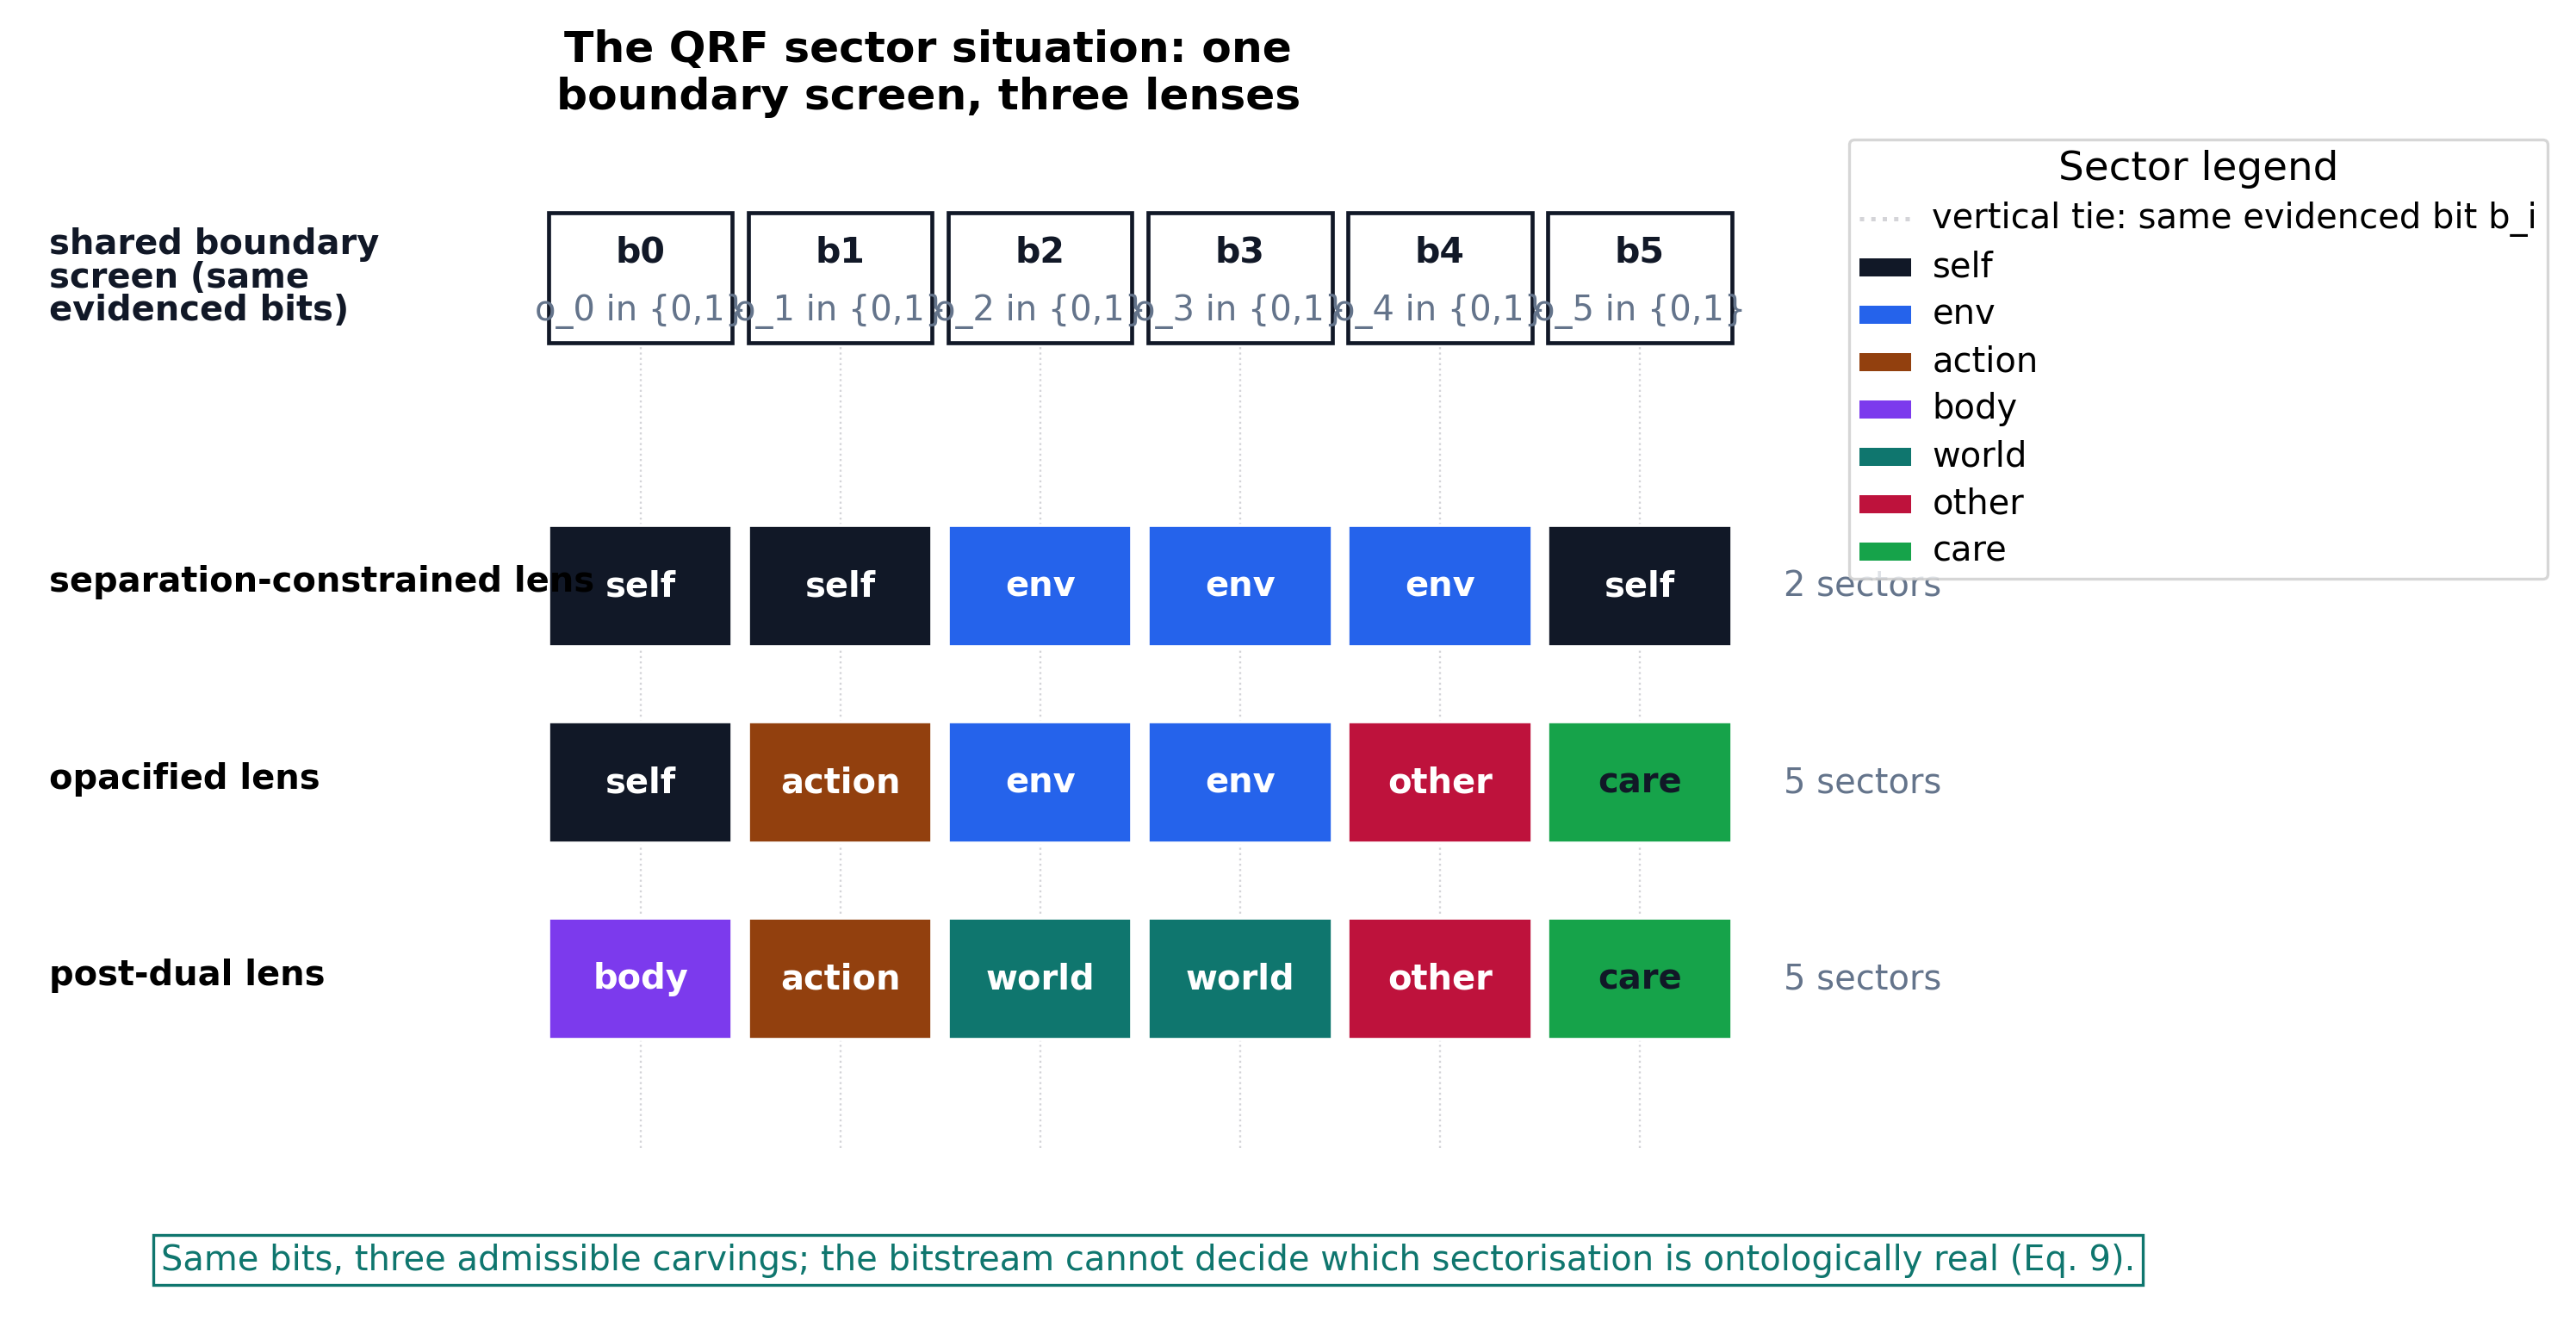 The QRF sector situation: one
boundary screen, three lenses
shared boundary
screen (same
evidenced bits)
b0 b1 b2 b3 b4 b5
o_0 in {0,1} o_1 in {0,1} o_2 in {0,1} o_3 in {0,1} o_4 in {0,1} o_5 in {0,1}
Sector legend
vertical tie: same evidenced bit b_i
self
env
action
body
world
other
care
separation-constrained lens self self env env env self 2 sectors
opacified lens self action env env other care 5 sectors
post-dual lens body action world world other care 5 sectors
Same bits, three admissible carvings; the bitstream cannot decide which sectorisation is ontologically real (Eq. 9).